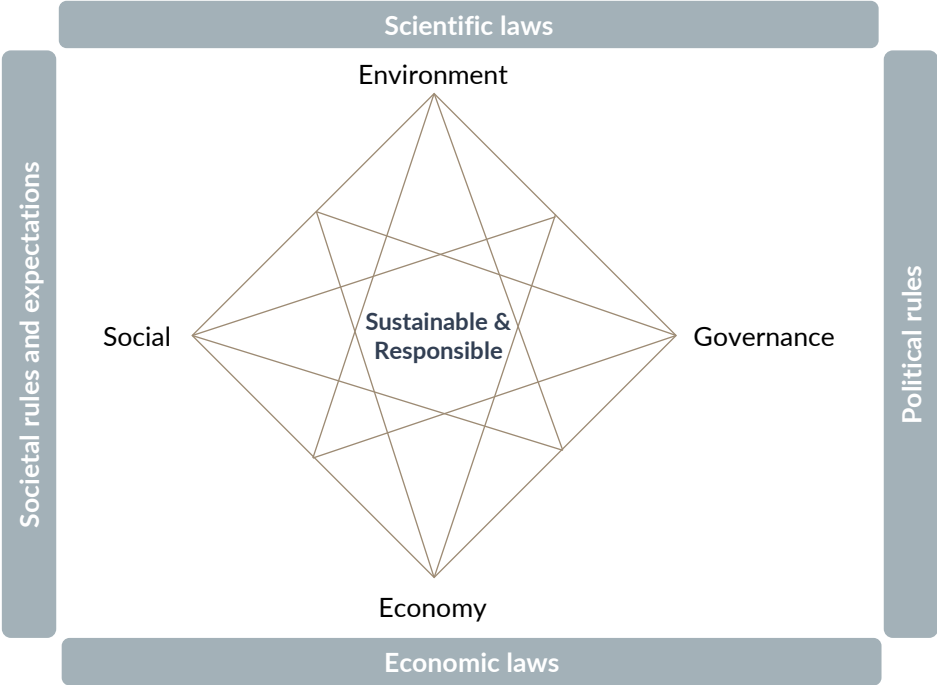 Scientific laws
Environment
Societal rules and expectations
Social
Sustainable &
Responsible
Governance
Political rules
Economy
Economic laws